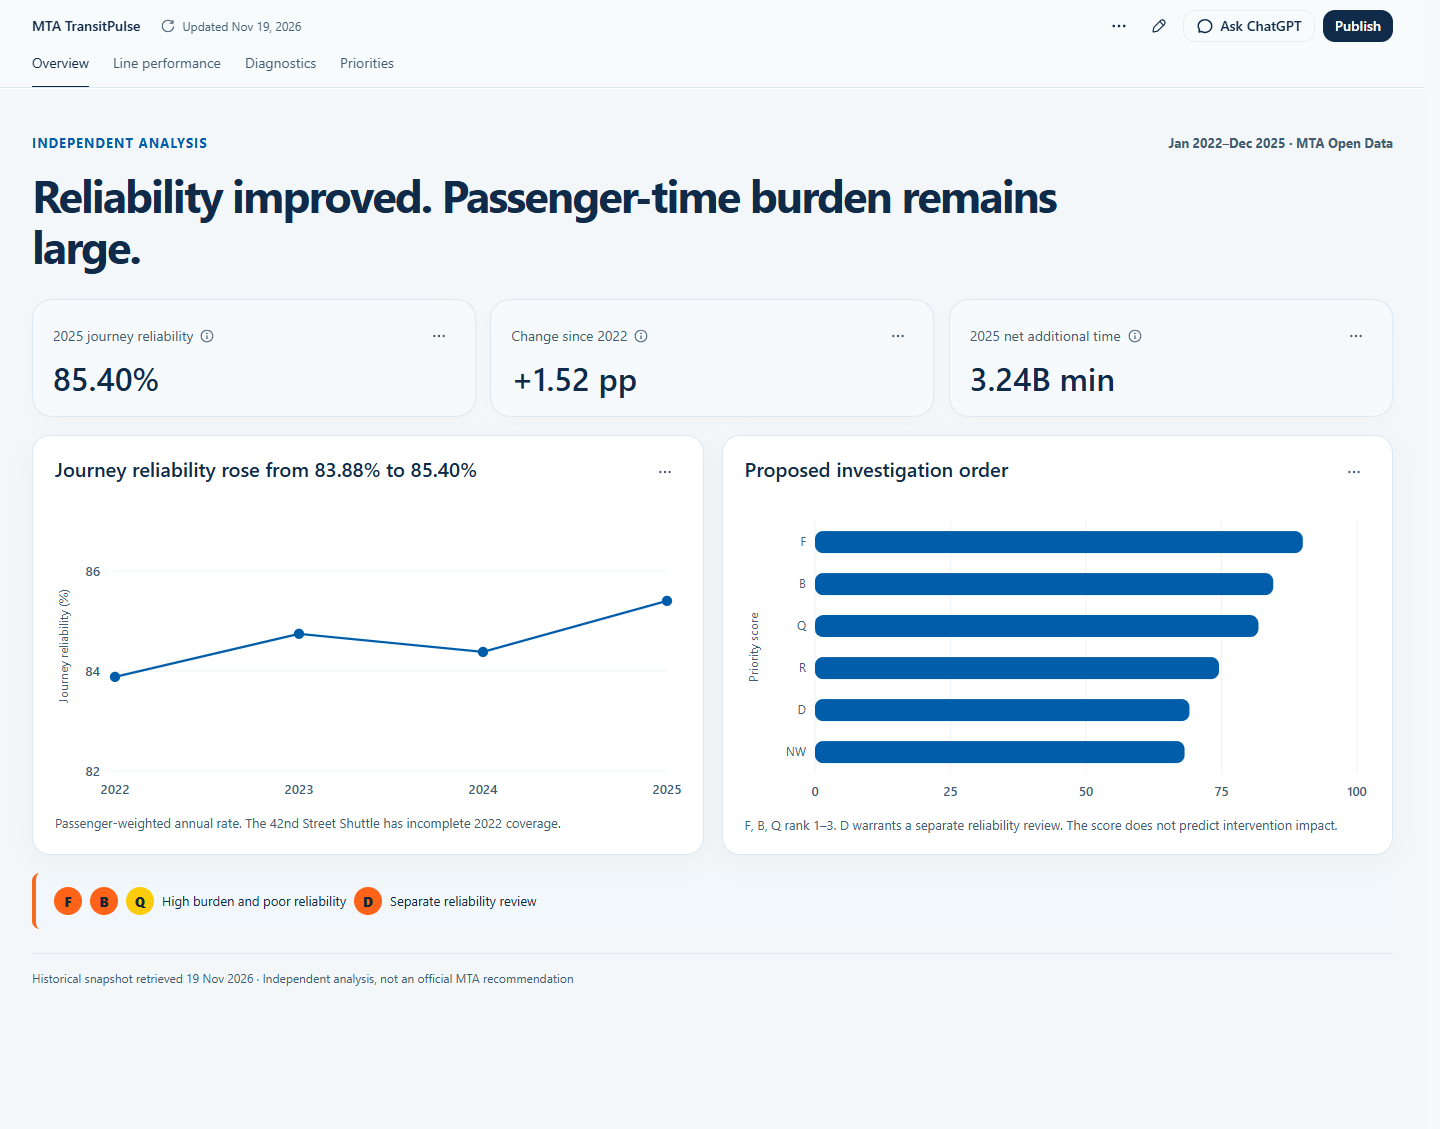 MTA TransitPulse
Updated Nov 19, 2026
Ask ChatGPT
Publish
Overview
Line performance
Diagnostics
Priorities
INDEPENDENT ANALYSIS
Jan 2022–Dec 2025 · MTA Open Data
Reliability improved. Passenger-time burden remains
large.
2025 journey reliability
85.40%
Change since 2022
+1.52 pp
2025 net additional time
3.24B min
Journey reliability rose from 83.88% to 85.40%
Journey reliability (%)
86
84
82
2022
2023
2024
2025
Passenger-weighted annual rate. The 42nd Street Shuttle has incomplete 2022 coverage.
Proposed investigation order
Priority score
F
B
Q
R
D
NW
0
25
50
75
100
F, B, Q rank 1–3. D warrants a separate reliability review. The score does not predict intervention impact.
F B Q High burden and poor reliability D Separate reliability review
Historical snapshot retrieved 19 Nov 2026 · Independent analysis, not an official MTA recommendation